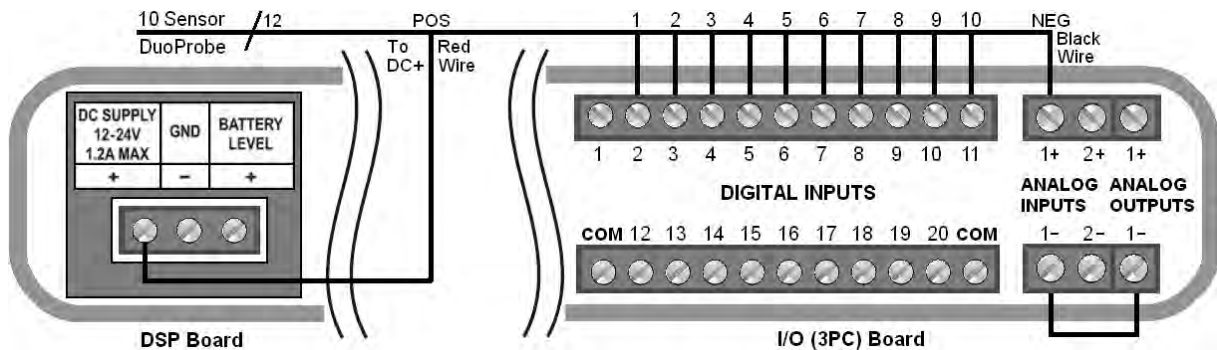 10 Sensor /12 POS 1 2 3 4 5 6 7 8 9 10 NEG
DuoProbe
To DC+
Red Wire
Black Wire
DC SUPPLY
12-24V
1.2A MAX
GND
BATTERY
LEVEL
+ − +
1 2 3 4 5 6 7 8 9 10 11
1+ 2+ 1+
DIGITAL INPUTS
ANALOG INPUTS
ANALOG OUTPUTS
COM 12 13 14 15 16 17 18 19 20 COM
1− 2− 1−
DSP Board
I/O (3PC) Board